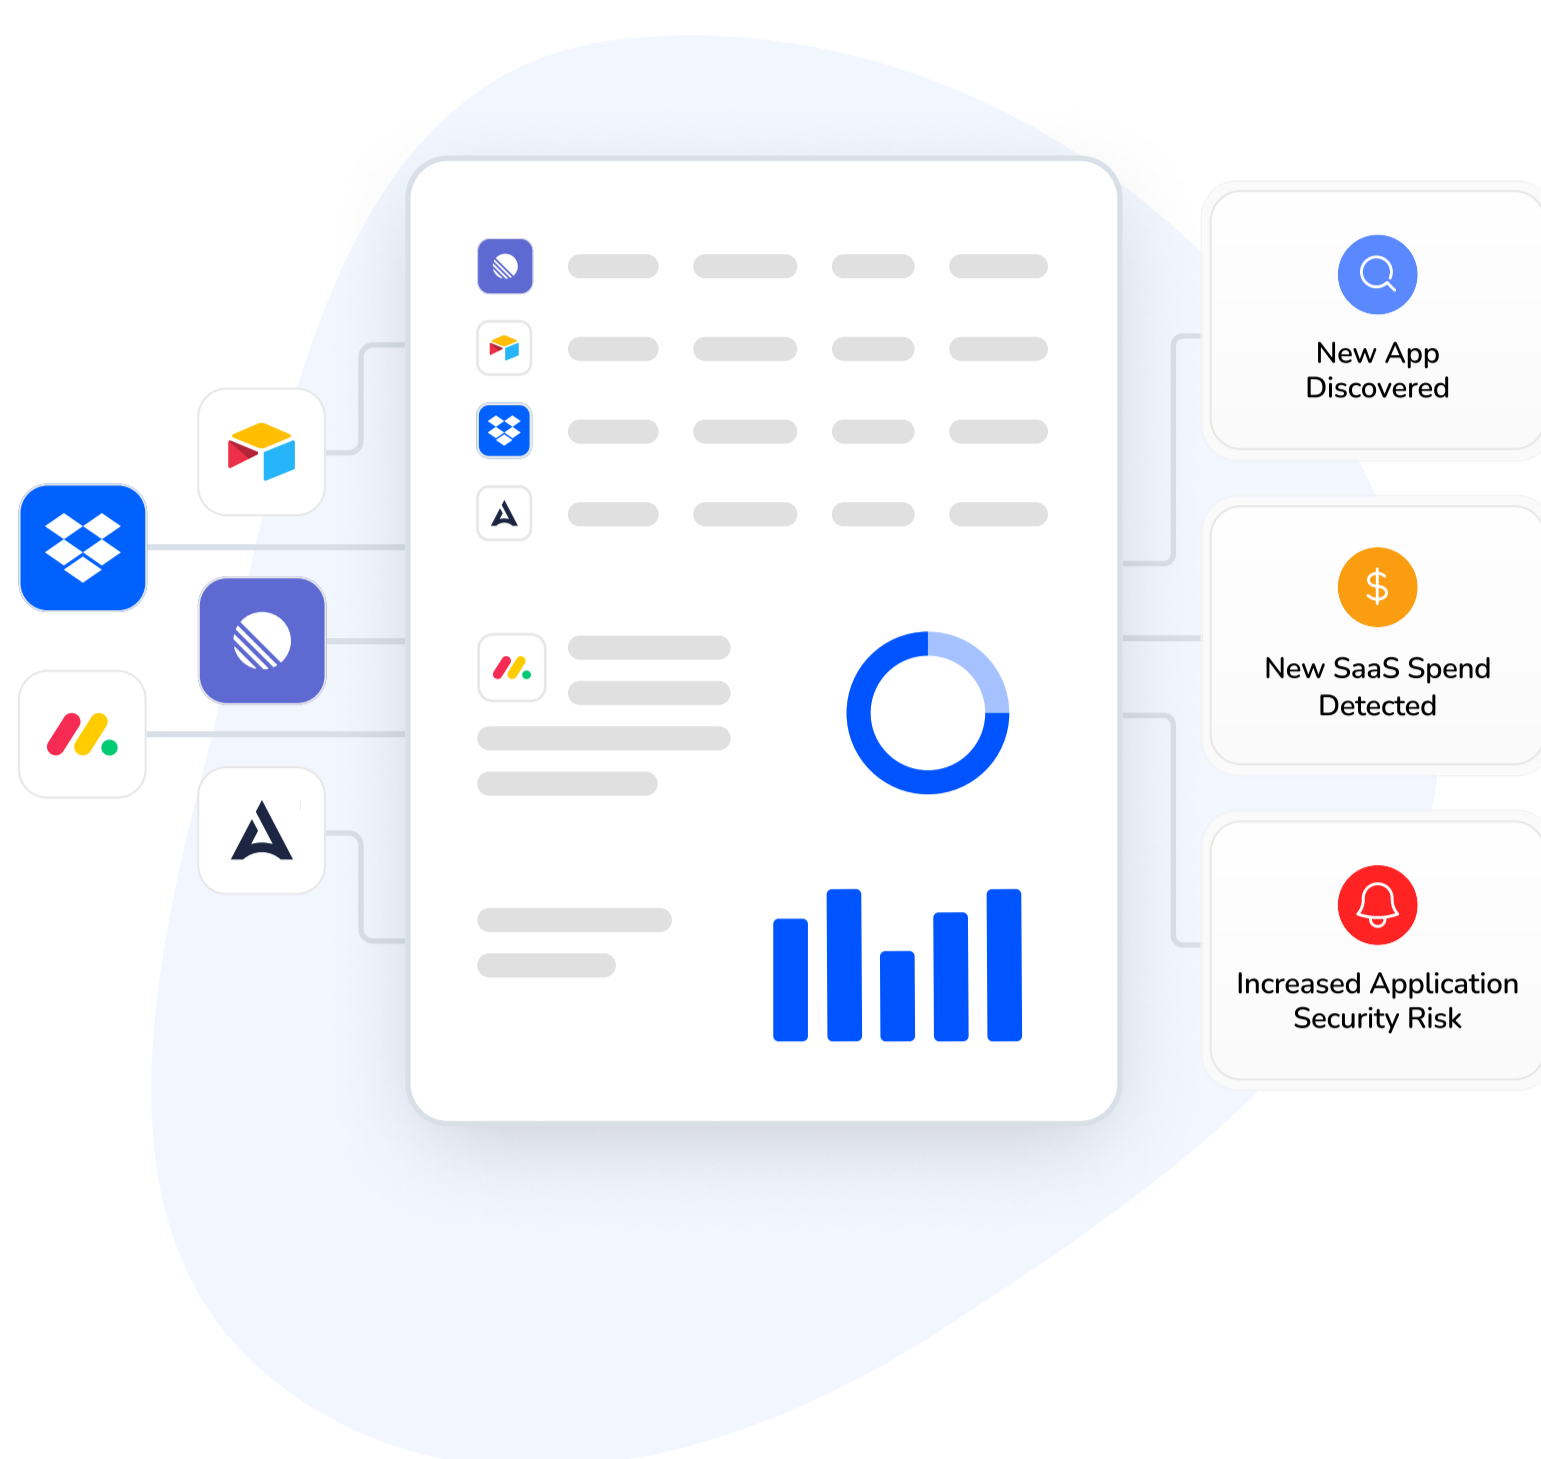 New App
Discovered
New SaaS Spend
Detected
Increased Application
Security Risk